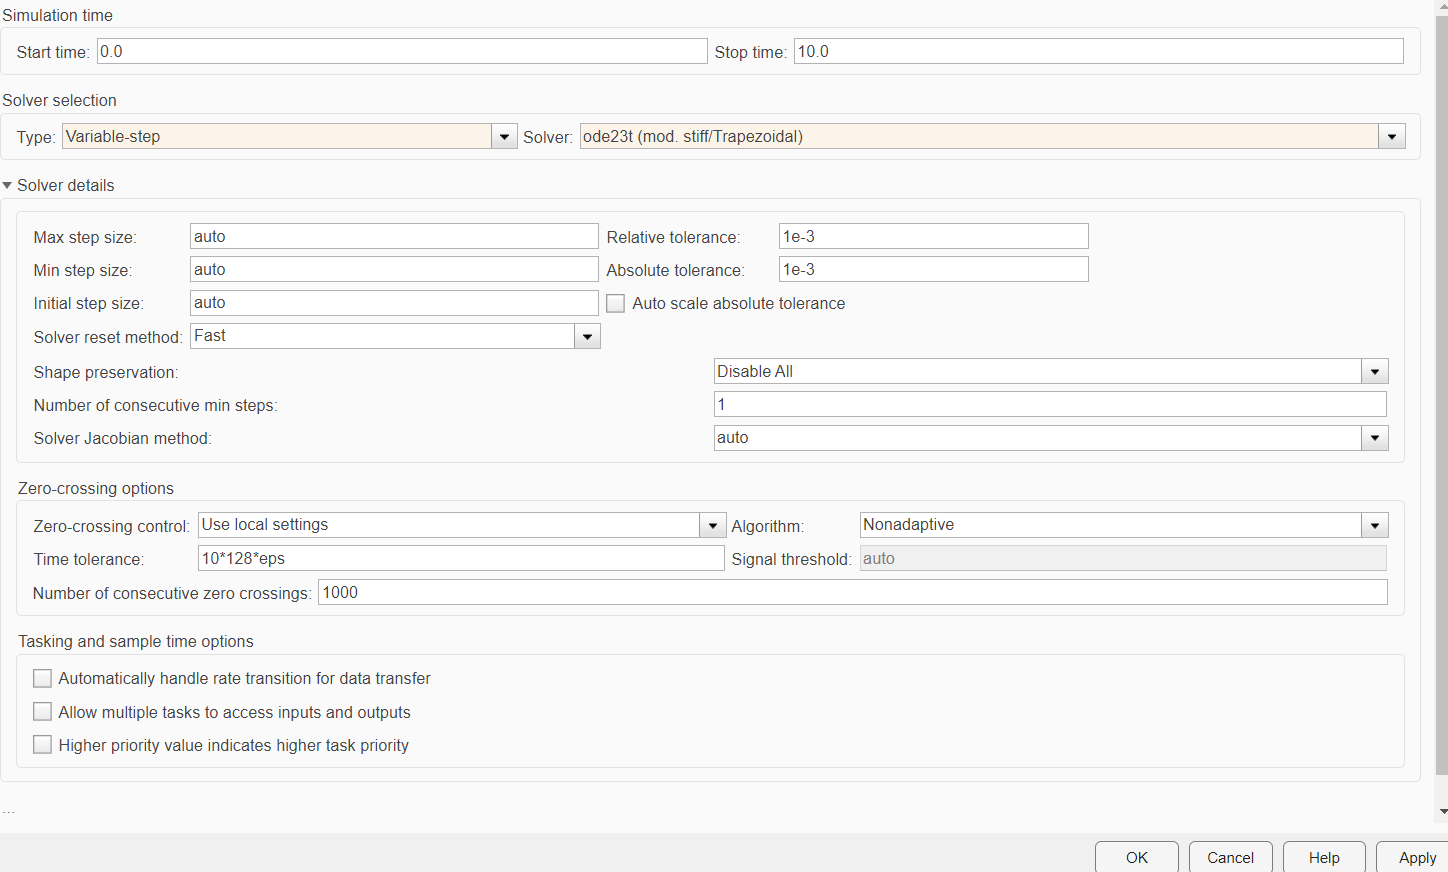 Simulation time
Start time: 0.0 Stop time: 10.0
Solver selection
Type: Variable-step Solver: ode23t (mod. stiff/Trapezoidal)
Solver details
Max step size: auto Relative tolerance: 1e-3
Min step size: auto Absolute tolerance: 1e-3
Initial step size: auto Auto scale absolute tolerance
Solver reset method: Fast
Shape preservation: Disable All
Number of consecutive min steps: 1
Solver Jacobian method: auto
Zero-crossing options
Zero-crossing control: Use local settings Algorithm: Nonadaptive
Time tolerance: 10*128*eps Signal threshold: auto
Number of consecutive zero crossings: 1000
Tasking and sample time options
Automatically handle rate transition for data transfer
Allow multiple tasks to access inputs and outputs
Higher priority value indicates higher task priority
...
OK Cancel Help Apply